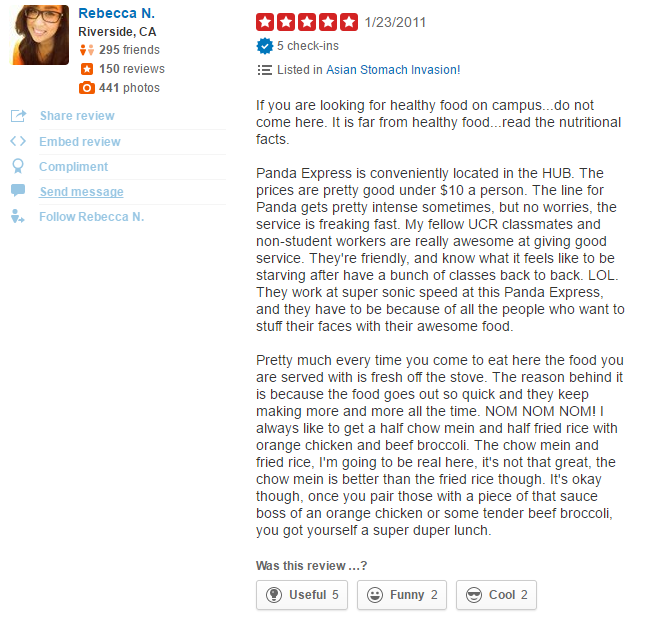 Rebecca N.
Riverside, CA
295 friends
150 reviews
441 photos
Share review
Embed review
Compliment
Send message
Follow Rebecca N.
1/23/2011
5 check-ins
Listed in Asian Stomach Invasion!
If you are looking for healthy food on campus...do not
come here. It is far from healthy food...read the nutritional
facts.
Panda Express is conveniently located in the HUB. The
prices are pretty good under $10 a person. The line for
Panda gets pretty intense sometimes, but no worries, the
service is freaking fast. My fellow UCR classmates and
non-student workers are really awesome at giving good
service. They're friendly, and know what it feels like to be
starving after have a bunch of classes back to back. LOL.
They work at super sonic speed at this Panda Express,
and they have to be because of all the people who want to
stuff their faces with their awesome food.
Pretty much every time you come to eat here the food you
are served with is fresh off the stove. The reason behind it
is because the food goes out so quick and they keep
making more and more all the time. NOM NOM NOM! I
always like to get a half chow mein and half fried rice with
orange chicken and beef broccoli. The chow mein and
fried rice, I'm going to be real here, it's not that great, the
chow mein is better than the fried rice though. It's okay
though, once you pair those with a piece of that sauce
boss of an orange chicken or some tender beef broccoli,
you got yourself a super duper lunch.
Was this review ...?
Useful 5 Funny 2 Cool 2